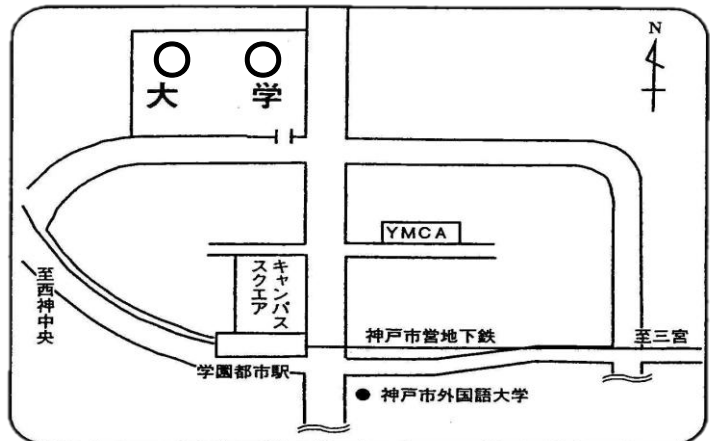 ○ ○
大 学
N
YMCA
キャンパス
スクエア
至西神中央
神戸市営地下鉄
至三宮
学園都市駅
● 神戸市外国語大学